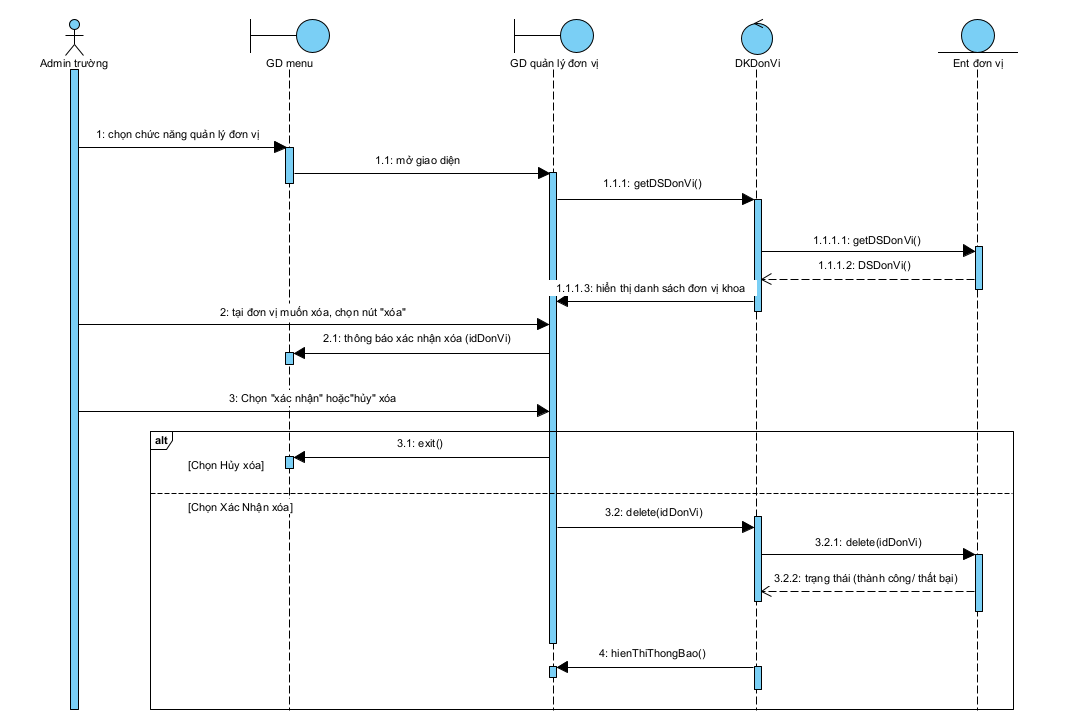 Admin trường
GD menu
GD quản lý đơn vị
DKDonVi
Ent đơn vị
1: chọn chức năng quản lý đơn vị
1.1: mở giao diện
1.1.1: getDSDonVi()
1.1.1.1: getDSDonVi()
1.1.1.2: DSDonVi()
1.1.1.3: hiển thị danh sách đơn vị khoa
2: tại đơn vị muốn xóa, chọn nút "xóa"
2.1: thông báo xác nhận xóa (idDonVi)
3: Chọn "xác nhận" hoặc"hủy" xóa
alt
3.1: exit()
[Chọn Hủy xóa]
[Chọn Xác Nhận xóa]
3.2: delete(idDonVi)
3.2.1: delete(idDonVi)
3.2.2: trạng thái (thành công/ thất bại)
4: hienThiThongBao()